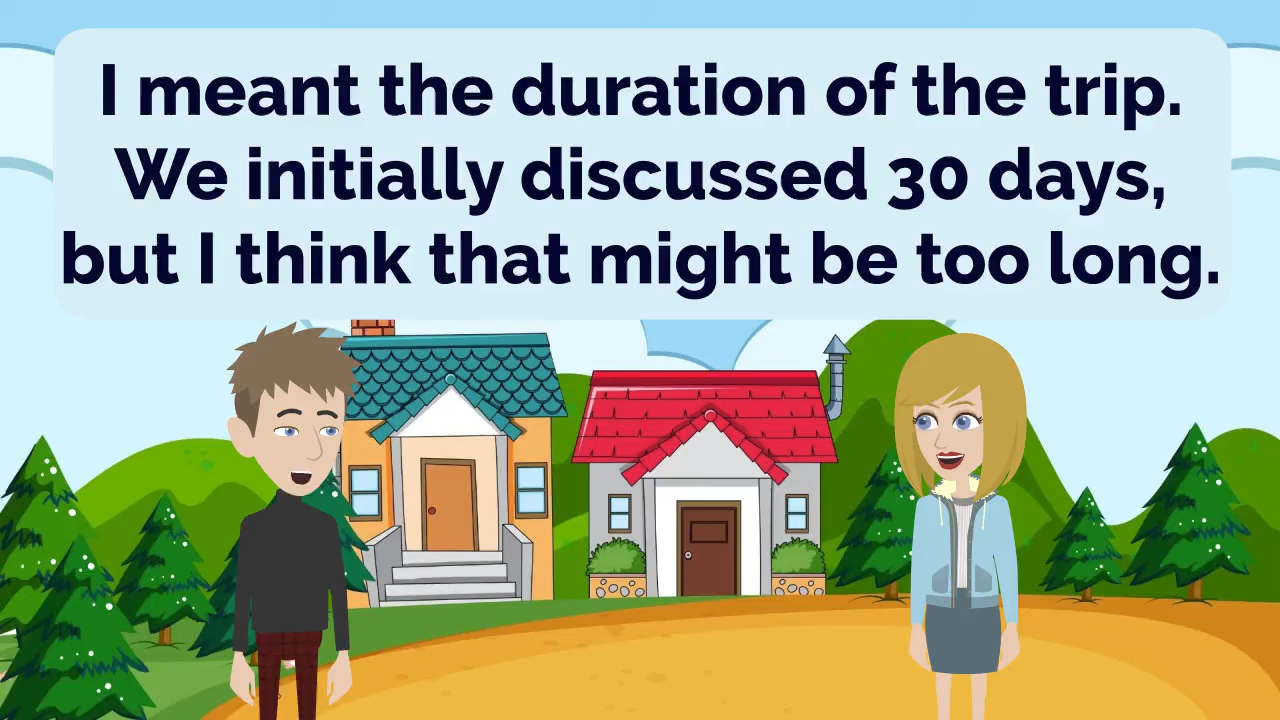 I meant the duration of the trip.
We initially discussed 30 days,
but I think that might be too long.